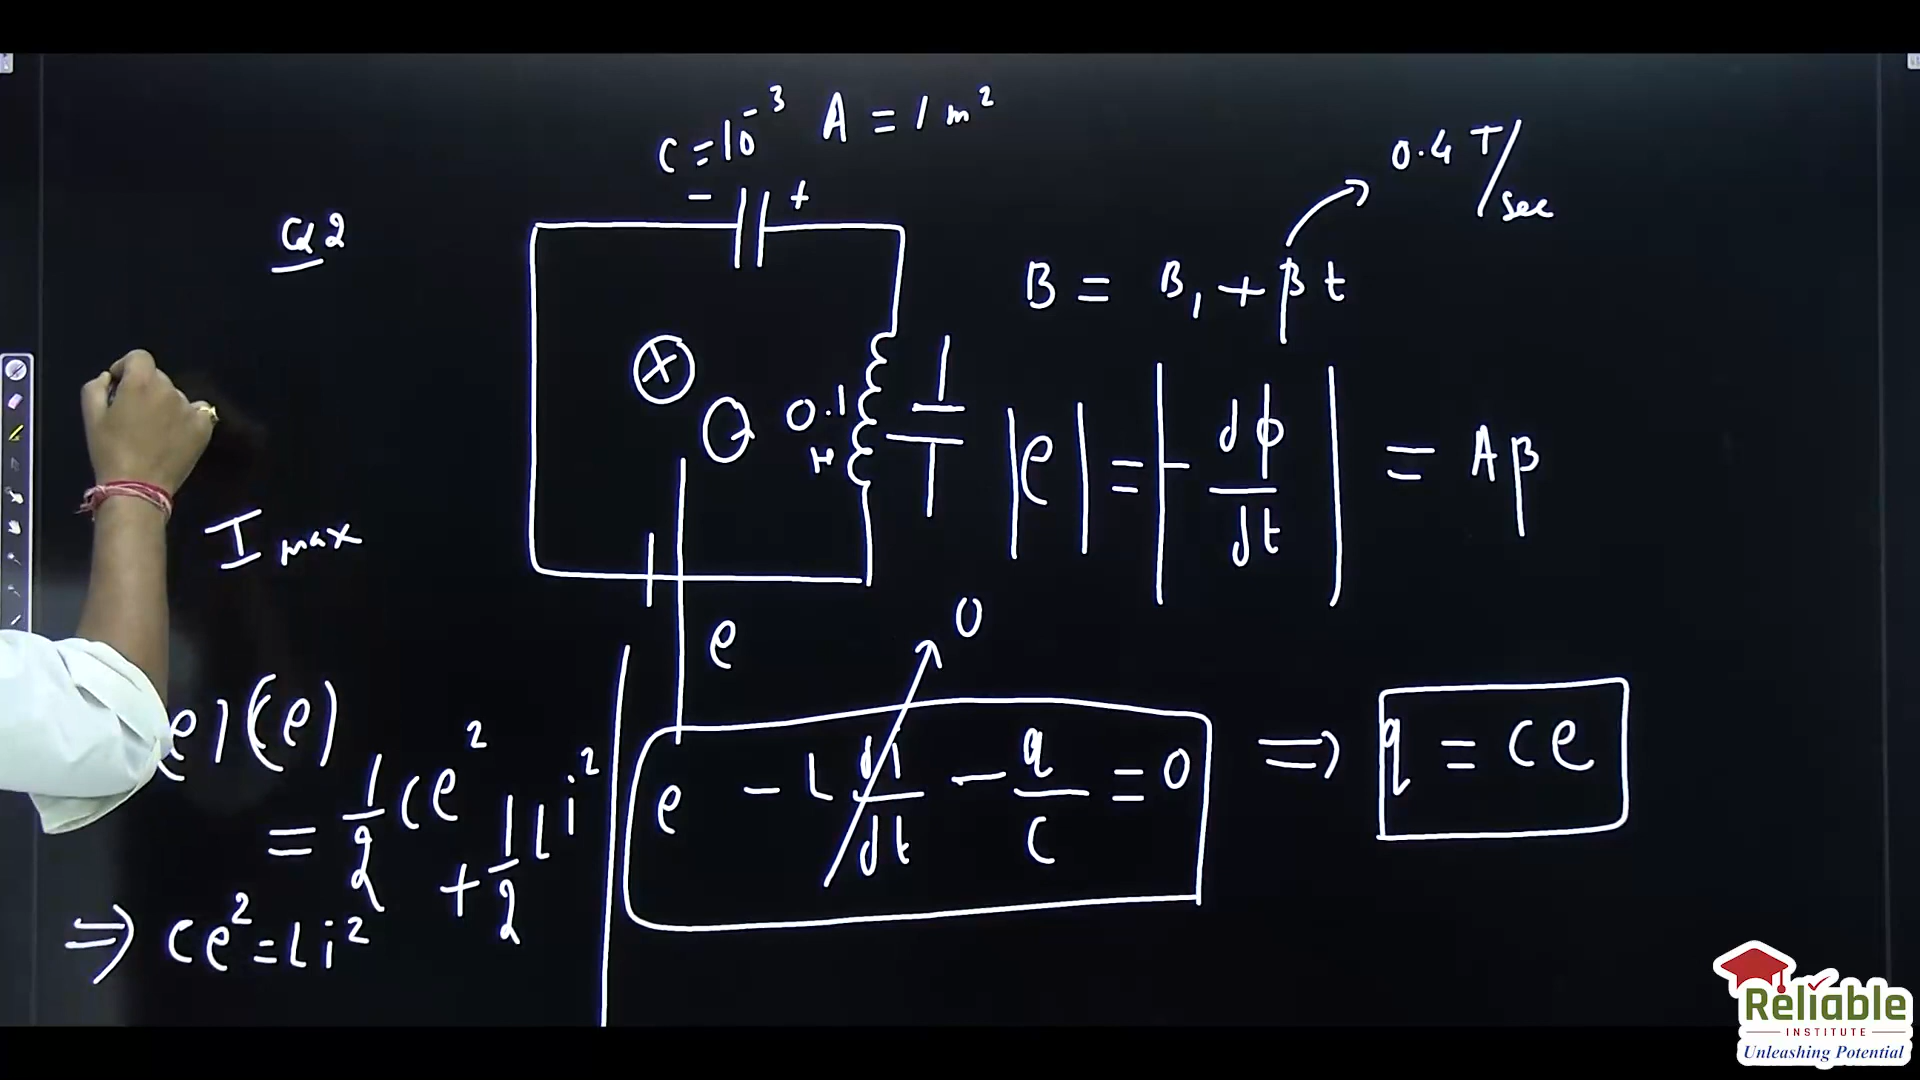 C = 10⁻³ A = 1 m²
- +
Q2
0.4 T/sec
B = B₁ + βt
0.1
H
|e| = |- dφ/dt| = Aβ
I max
e
0
e)(e)
= 1/2 Ce² + 1/2 Li²
⇒ Ce² = Li²
e - L di/dt - q/C = 0 ⇒ q = Ce
Reliable
INSTITUTE
Unleashing Potential